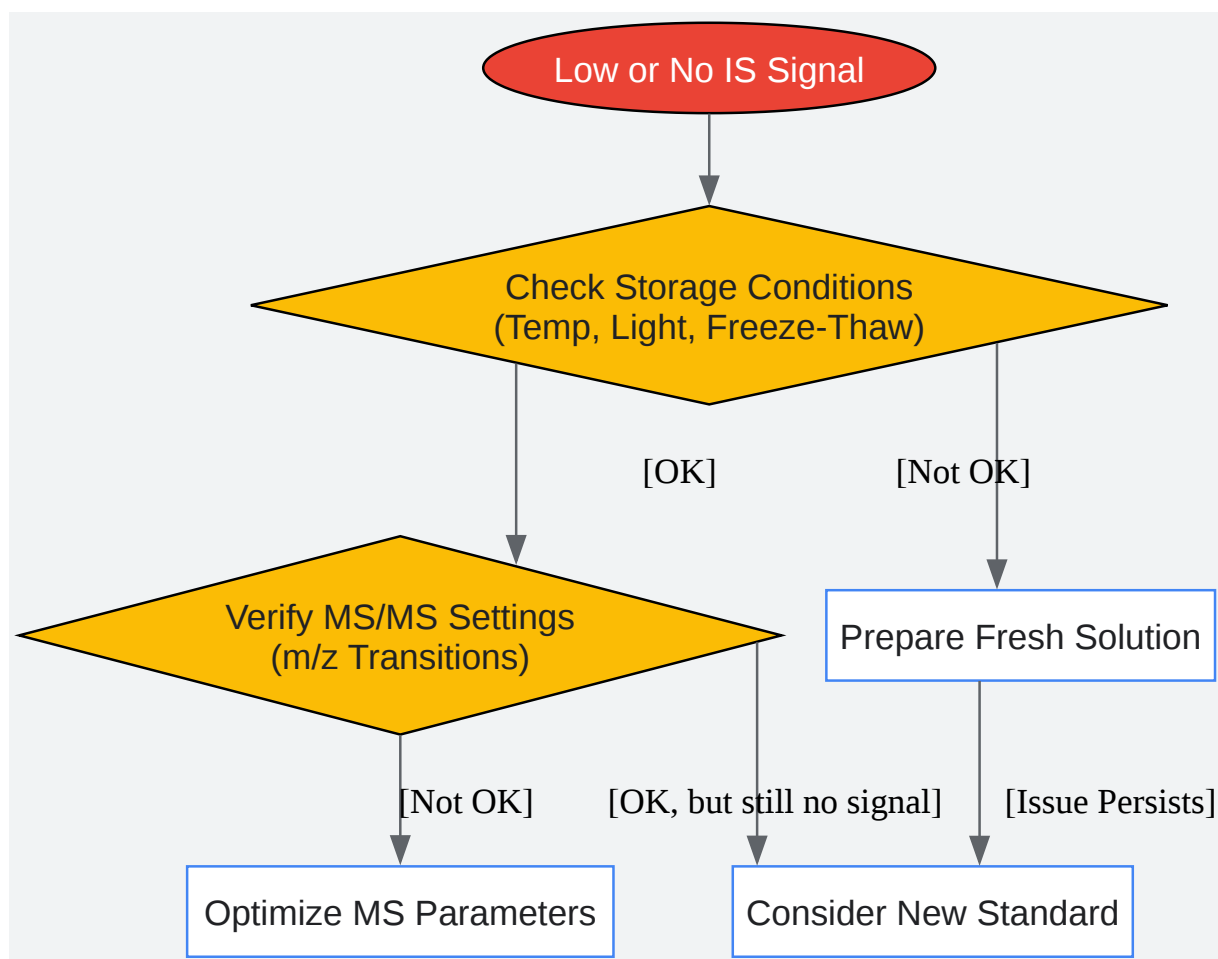 Low or No IS Signal
Check Storage Conditions
(Temp, Light, Freeze-Thaw)
[OK]
[Not OK]
Verify MS/MS Settings
(m/z Transitions)
Prepare Fresh Solution
[Not OK]
[OK, but still no signal]
[Issue Persists]
Optimize MS Parameters
Consider New Standard